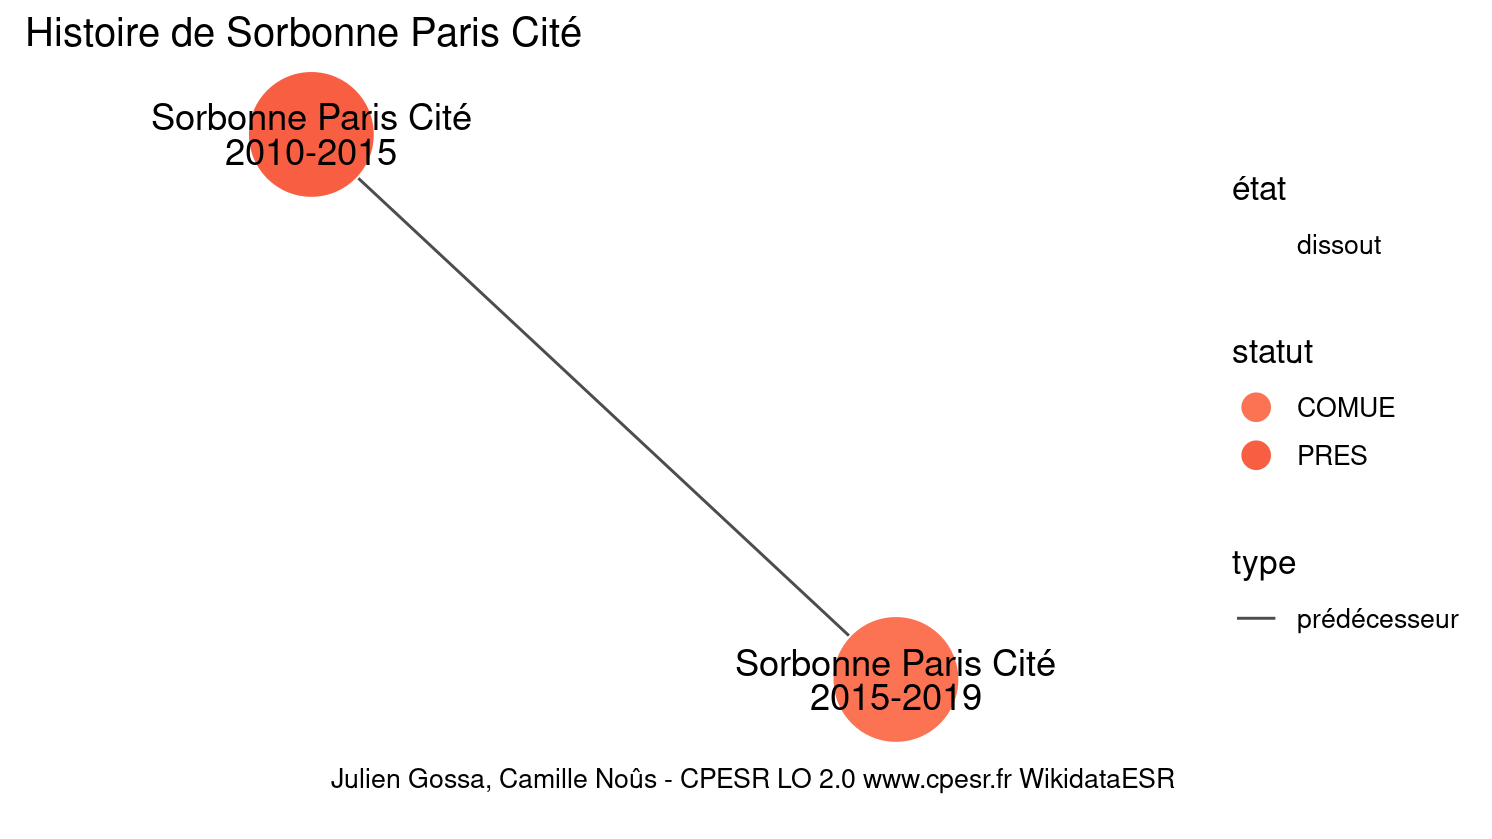 Histoire de Sorbonne Paris Cité
Sorbonne Paris Cité
2010-2015
Sorbonne Paris Cité
2015-2019
état
dissout
statut
COMUE
PRES
type
prédécesseur
Julien Gossa, Camille Noûs - CPESR LO 2.0 www.cpesr.fr WikidataESR